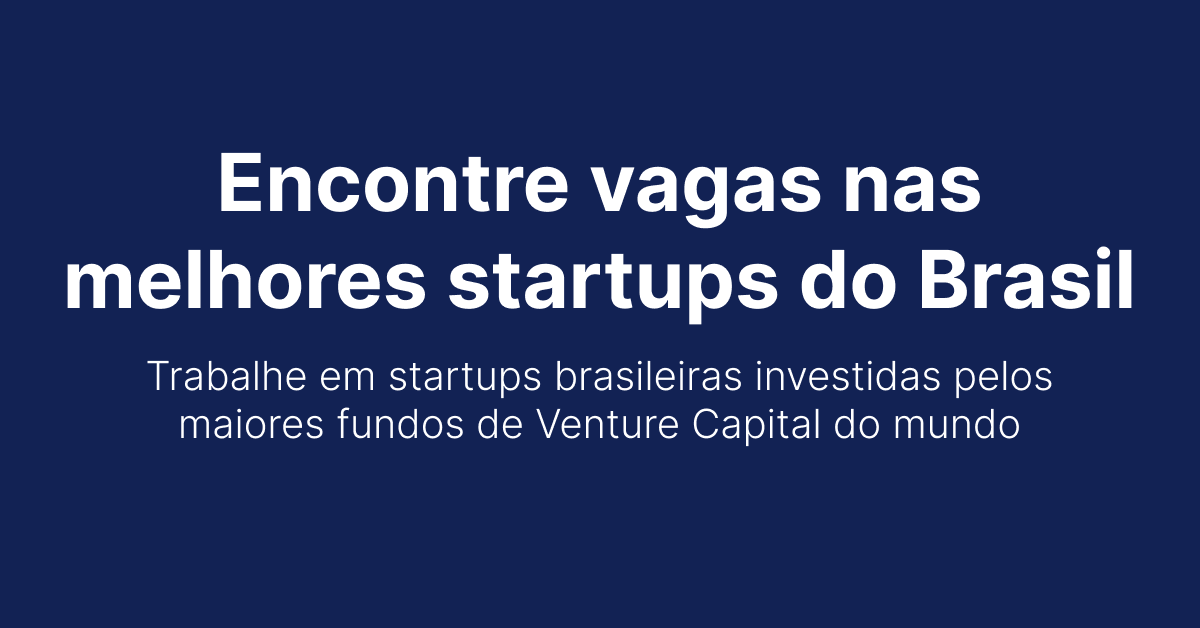 Encontre vagas nas
melhores startups do Brasil
Trabalhe em startups brasileiras investidas pelos
maiores fundos de Venture Capital do mundo